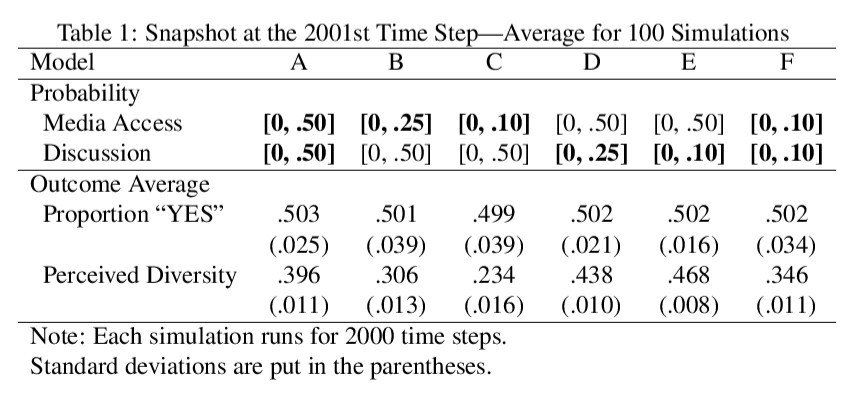 Table 1: Snapshot at the 2001st Time Step—Average for 100 Simulations
Model A B C D E F
Probability
Media Access [0, .50] [0, .25] [0, .10] [0, .50] [0, .50] [0, .10]
Discussion [0, .50] [0, .50] [0, .50] [0, .25] [0, .10] [0, .10]
Outcome Average
Proportion “YES” .503 .501 .499 .502 .502 .502
(.025) (.039) (.039) (.021) (.016) (.034)
Perceived Diversity .396 .306 .234 .438 .468 .346
(.011) (.013) (.016) (.010) (.008) (.011)
Note: Each simulation runs for 2000 time steps.
Standard deviations are put in the parentheses.